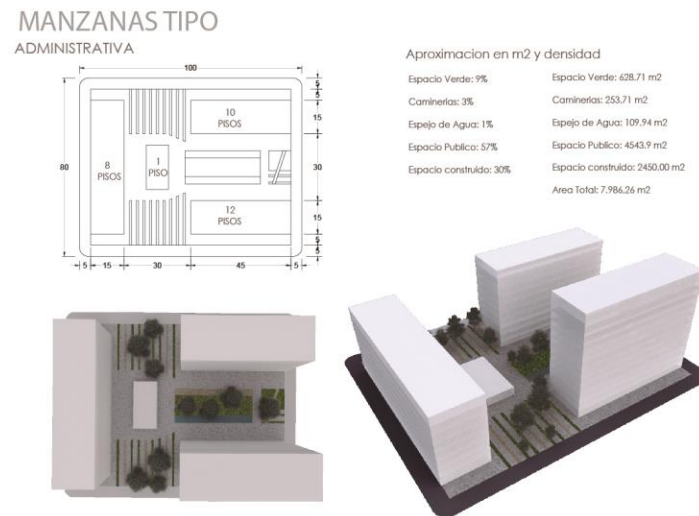 MANZANAS TIPO
ADMINISTRATIVA
100
5
15
30
15
5
5
80
10
PISOS
8
PISOS
1
PISO
12
PISOS
5
15
30
45
5
Aproximacion en m2 y densidad
Espacio Verde: 9%
Caminerias: 3%
Espejo de Agua: 1%
Espacio Publico: 57%
Espacio construido: 30%
Espacio Verde: 628.71 m2
Caminerias: 253.71 m2
Espejo de Agua: 109.94 m2
Espacio Publico: 4543.9 m2
Espacio construido: 2450.00 m2
Area Total: 7.986.26 m2